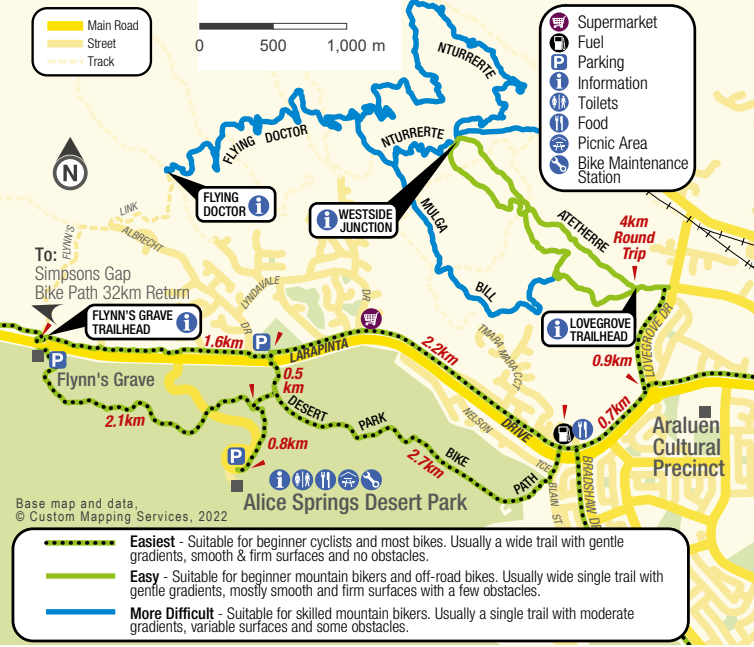 Main Road
Street
Track
0 500 1,000 m
Supermarket
Fuel
Parking
Information
Toilets
Food
Picnic Area
Bike Maintenance
Station
NTURRERTE
NTURRERTE
FLYING DOCTOR
N
FLYING
DOCTOR
WESTSIDE
JUNCTION
MULGA
BILL
ATETHERRE
4km
Round
Trip
LINK
FLYNN'S
ALBRECHT
LYNDAVALE
DR
DR
To:
Simpsons Gap
Bike Path 32km Return
FLYNN'S GRAVE
TRAILHEAD
LOVEGROVE
TRAILHEAD
LOVEGROVE DR
TMARA MARA CCT
1.6km
P
LARAPINTA
2.2km
0.9km
P
Flynn's Grave
0.5
km
DESERT
PARK
BIKE
PATH
NELSON
TCE
DRIVE
0.7km
2.1km
0.8km
2.7km
P
BLAIN ST
BRADSHAW DR
Araluen
Cultural
Precinct
Alice Springs Desert Park
Base map and data,
© Custom Mapping Services, 2022
Easiest - Suitable for beginner cyclists and most bikes. Usually a wide trail with gentle
gradients, smooth & firm surfaces and no obstacles.
Easy - Suitable for beginner mountain bikers and off-road bikes. Usually wide single trail with
gentle gradients, mostly smooth and firm surfaces with a few obstacles.
More Difficult - Suitable for skilled mountain bikers. Usually a single trail with moderate
gradients, variable surfaces and some obstacles.